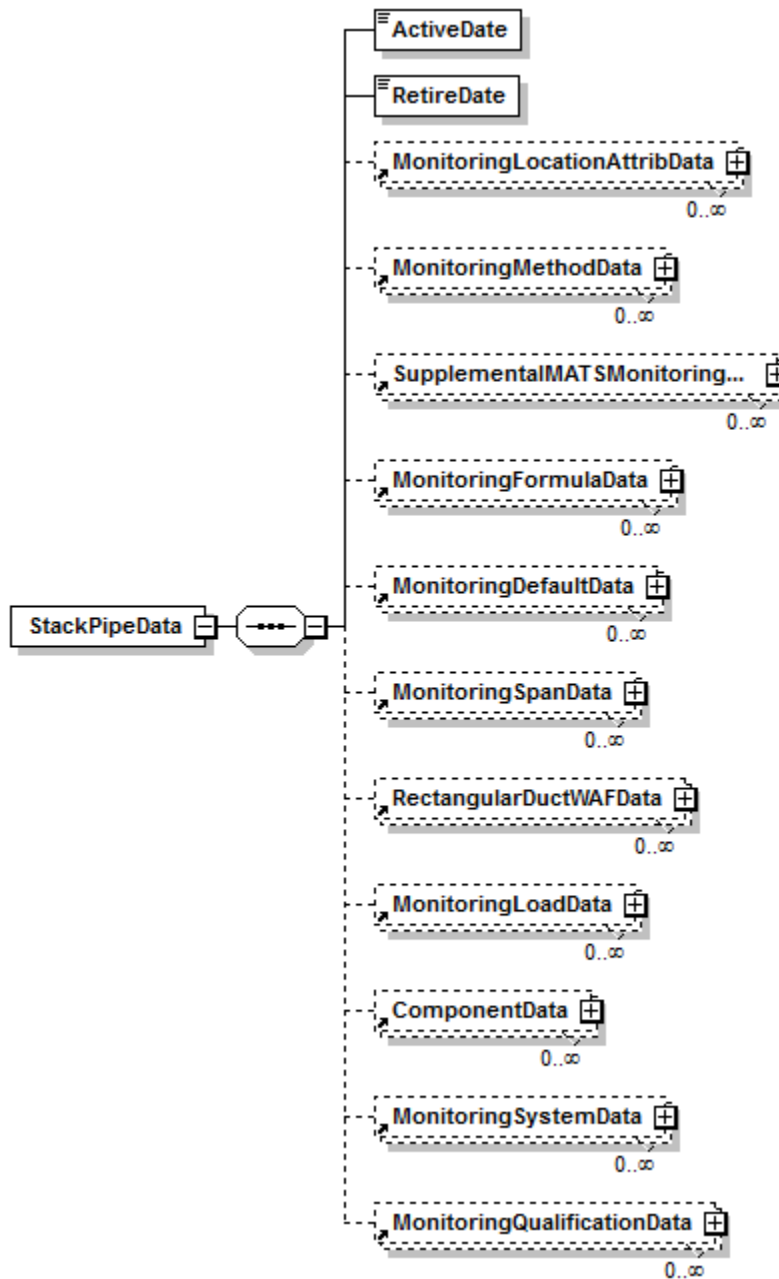 ActiveDate
RetireDate
MonitoringLocationAttribData
0..∞
MonitoringMethodData
0..∞
SupplementalMATSMonitoring...
0..∞
MonitoringFormulaData
0..∞
MonitoringDefaultData
0..∞
StackPipeData
MonitoringSpanData
0..∞
RectangularDuctWAFData
0..∞
MonitoringLoadData
0..∞
ComponentData
0..∞
MonitoringSystemData
0..∞
MonitoringQualificationData
0..∞